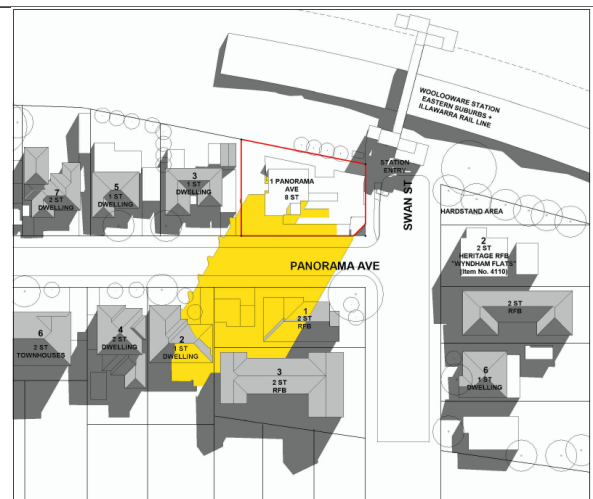 WOOLOOWARE STATION
EASTERN SUBURBS +
ILLAWARRA RAIL LINE
STATION
ENTRY
SWAN ST
7
2 ST
DWELLING
5
1 ST
DWELLING
3
1 ST
DWELLING
1 PANORAMA
AVE
8 ST
HARDSTAND AREA
2
2 ST
HERITAGE RFB
"WYNDHAM FLATS"
(Item No. 4110)
PANORAMA AVE
2 ST
RFB
6
2 ST
TOWNHOUSES
4
2 ST
DWELLING
2
1 ST
DWELLING
1
2 ST
RFB
3
2 ST
RFB
6
1 ST
DWELLING